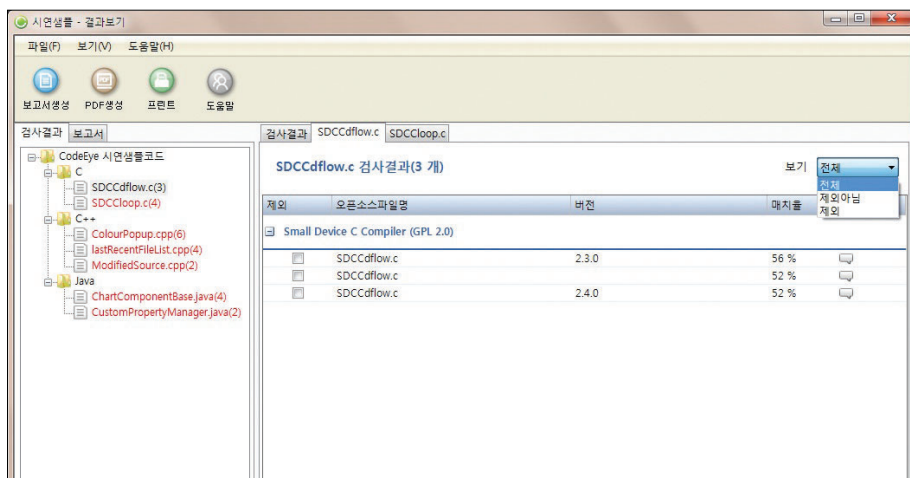 시연샘플 - 결과보기
파일(F) 보기(V) 도움말(H)
보고서생성 PDF생성 프린트 도움말
검사결과 보고서
CodeEye 시연샘플코드
C
SDCCdflow.c(3)
SDCCloop.c(4)
C++
ColourPopup.cpp(6)
lastRecentFileList.cpp(4)
ModifiedSource.cpp(2)
Java
ChartComponentBase.java(4)
CustomPropertyManager.java(2)
검사결과 SDCCdflow.c SDCCloop.c
SDCCdflow.c 검사결과(3 개)
보기 전체
전체
제외아님
제외
제외 오픈소스파일명 버전 매치율
Small Device C Compiler (GPL 2.0)
SDCCdflow.c 2.3.0 56 %
SDCCdflow.c 52 %
SDCCdflow.c 2.4.0 52 %